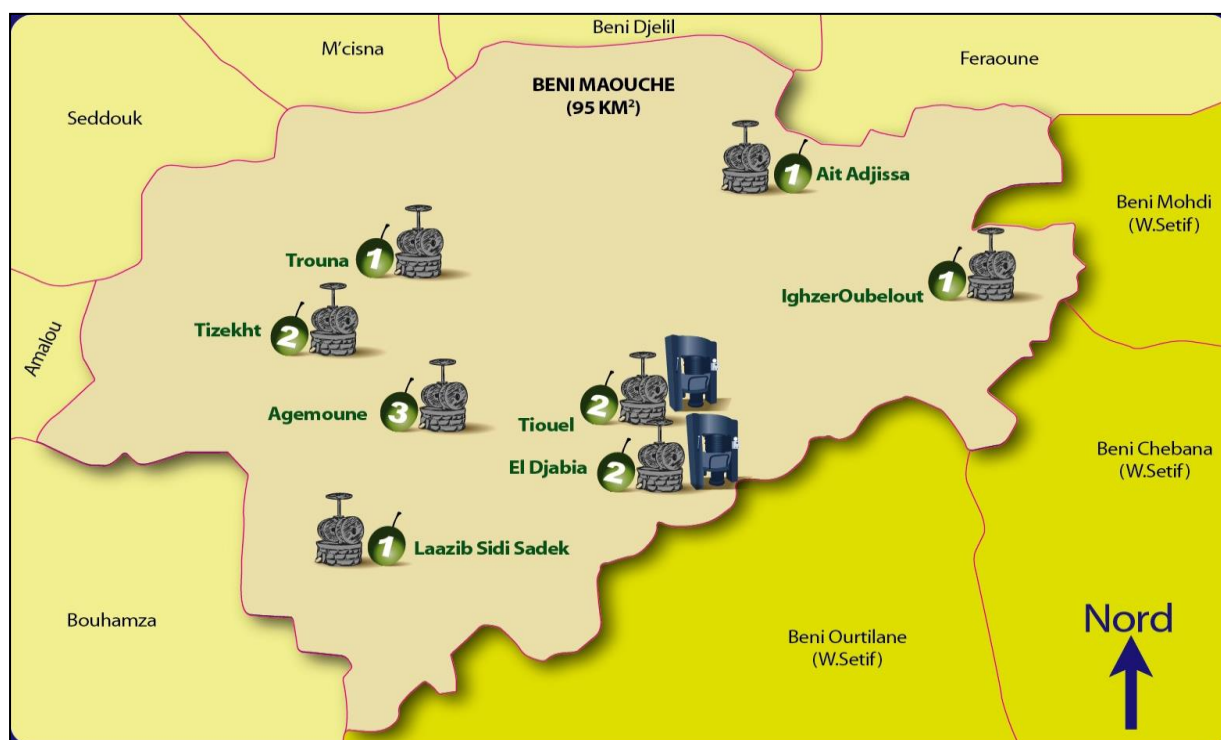 Beni Djelil
M'cisna
Feraoune
BENI MAOUCHE
(95 KM²)
Seddouk
1 Ait Adjissa
Beni Mohdi
(W.Setif)
Trouna 1
IghzerOubelout 1
Tizekht 2
Amalou
Agemoune 3
Tiouel 2
El Djabia 2
Beni Chebana
(W.Setif)
1 Laazib Sidi Sadek
Bouhamza
Beni Ourtilane
(W.Setif)
Nord